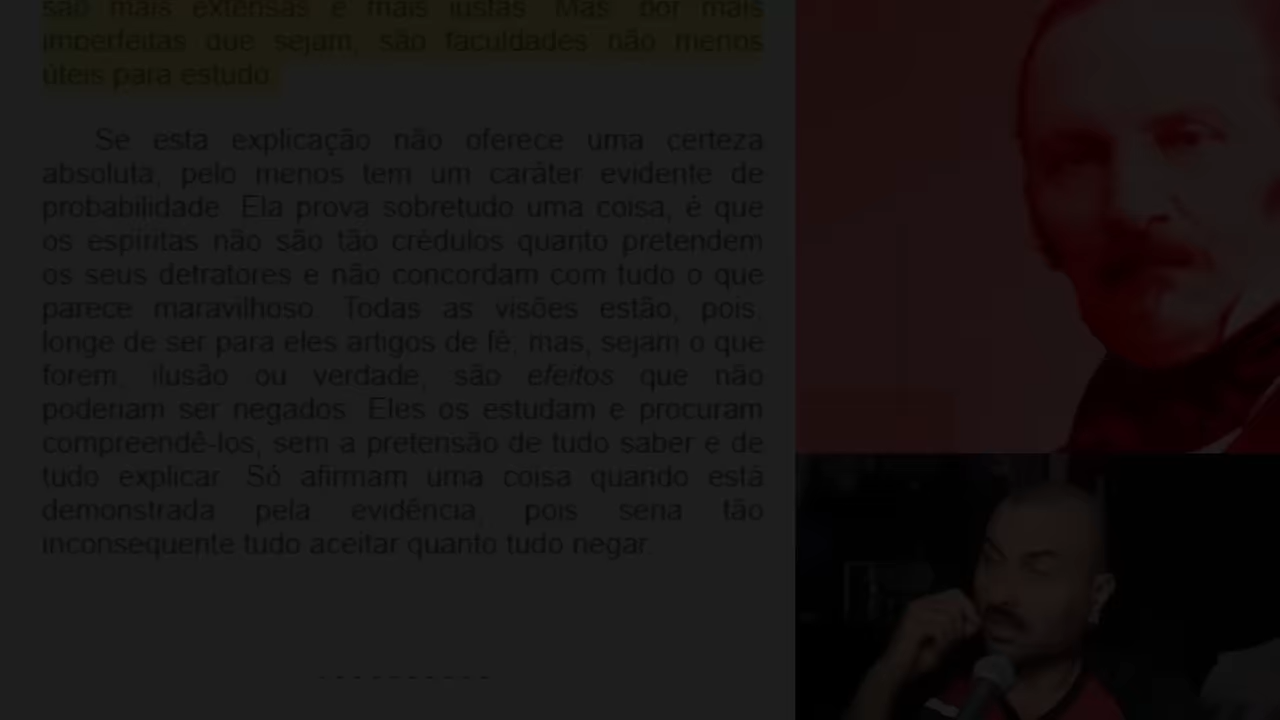 são mais extensas e mais justas. Mas, por mais
imperfeitas que sejam, são faculdades não menos
úteis para estudo.
Se esta explicação não oferece uma certeza
absoluta, pelo menos tem um caráter evidente de
probabilidade. Ela prova sobretudo uma coisa, é que
os espíritas não são tão crédulos quanto pretendem
os seus detratores e não concordam com tudo o que
parece maravilhoso. Todas as visões estão, pois,
longe de ser para eles artigos de fé, mas, sejam o que
forem, ilusão ou verdade, são efeitos que não
poderiam ser negados. Eles os estudam e procuram
compreendê-los, sem a pretensão de tudo saber e de
tudo explicar. Só afirmam uma coisa quando está
demonstrada pela evidência, pois seria tão
inconsequente tudo aceitar quanto tudo negar.